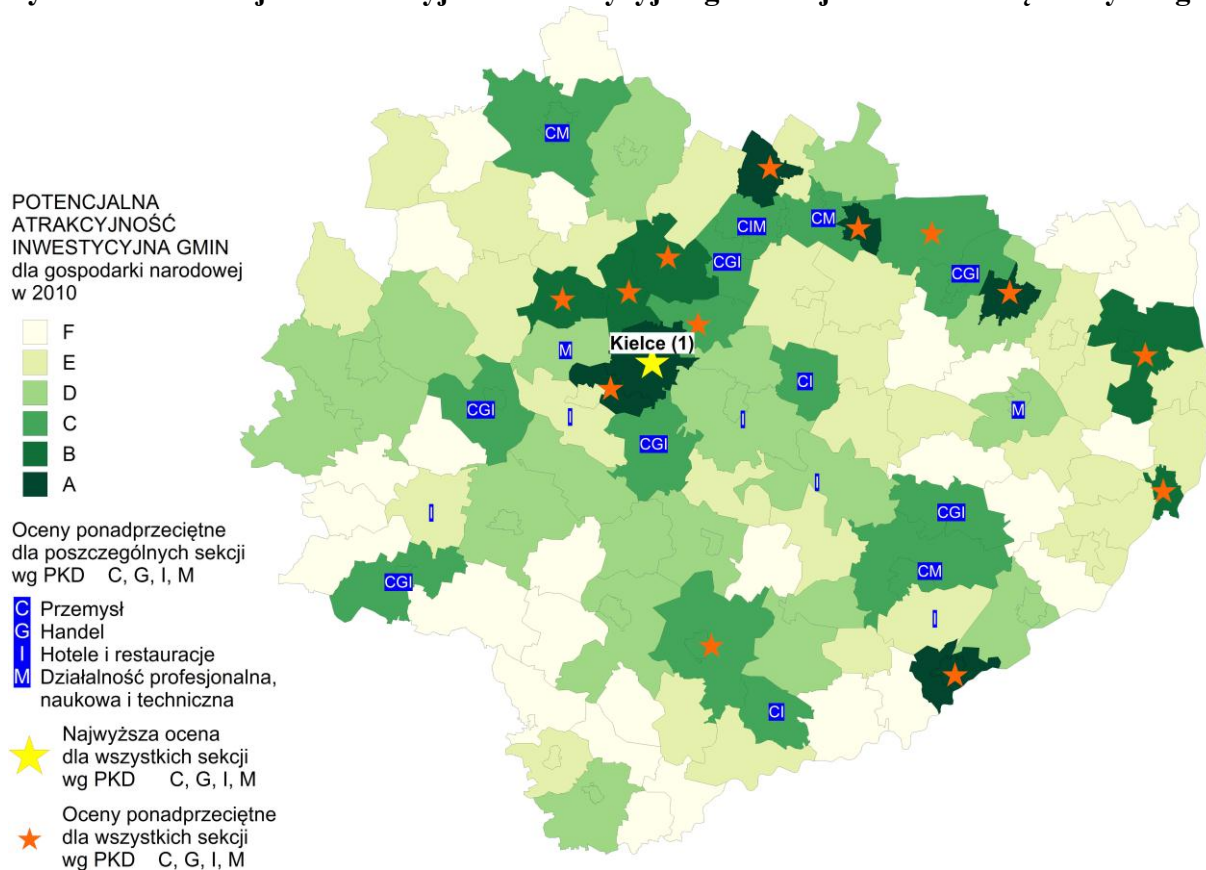 POTENCJALNA
ATRAKCYJNOŚĆ
INWESTYCYJNA GMIN
dla gospodarki narodowej
w 2010
F
E
D
C
B
A
Oceny ponadprzeciętne
dla poszczególnych sekcji
wg PKD C, G, I, M
C Przemysł
G Handel
I Hotele i restauracje
M Działalność profesjonalna,
naukowa i techniczna
Najwyższa ocena
dla wszystkich sekcji
wg PKD C, G, I, M
Oceny ponadprzeciętne
dla wszystkich sekcji
wg PKD C, G, I, M
CM
CM
CIM
CGI
CGI
Kielce (1)
M
CI
CGI
I
I
M
CGI
I
I
CGI
CM
CGI
I
CI